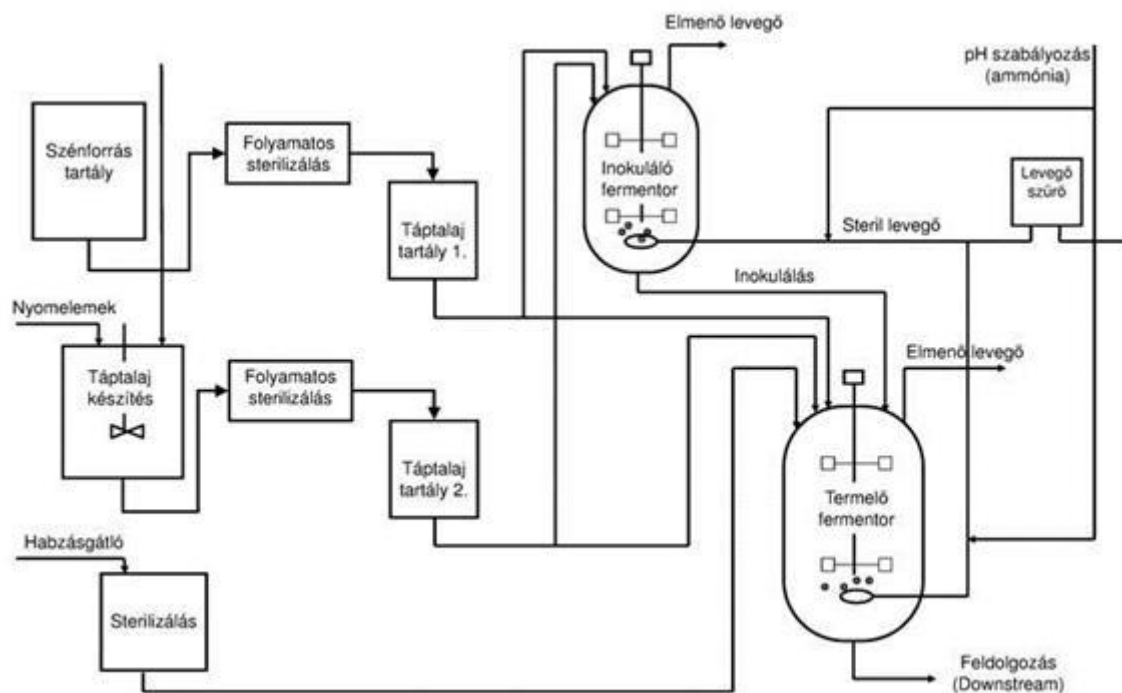 Elmenő levegő
pH szabályozás
(ammónia)
Szénforrás
tartály
Folyamatos
sterilizálás
Inokuláló
fermentor
Levegő
szűrő
Táptalaj
tartály 1.
Steril levegő
Inokulálás
Nyomelemek
Elmenő levegő
Táptalaj
készítés
Folyamatos
sterilizálás
Táptalaj
tartály 2.
Termelő
fermentor
Habzásgátló
Sterilizálás
Feldolgozás
(Downstream)